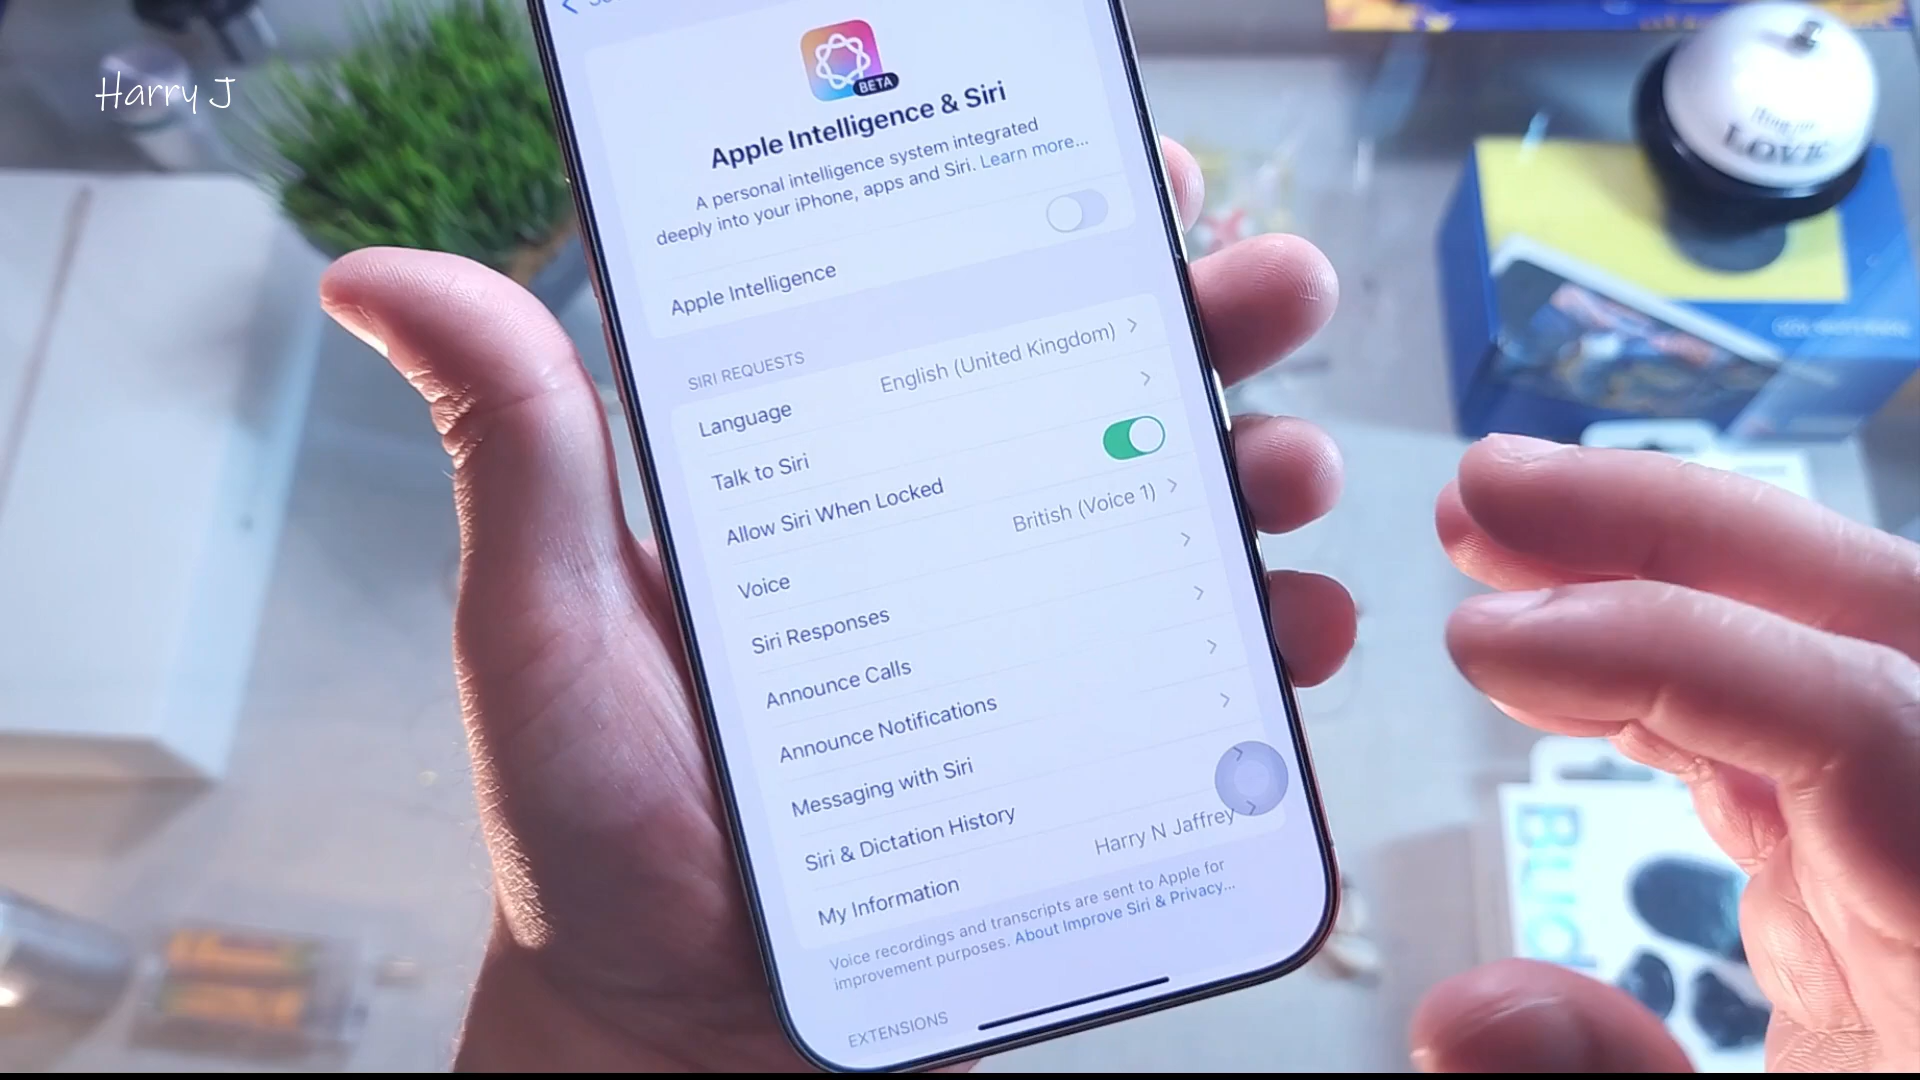 Harry J
BETA
Apple Intelligence & Siri
A personal intelligence system integrated
deeply into your iPhone, apps and Siri. Learn more...
Apple Intelligence
SIRI REQUESTS
Language English (United Kingdom)
Talk to Siri
Allow Siri When Locked
Voice British (Voice 1)
Siri Responses
Announce Calls
Announce Notifications
Messaging with Siri
Siri & Dictation History
My Information Harry N Jaffrey
Voice recordings and transcripts are sent to Apple for
improvement purposes. About Improve Siri & Privacy...
EXTENSIONS
LOVE